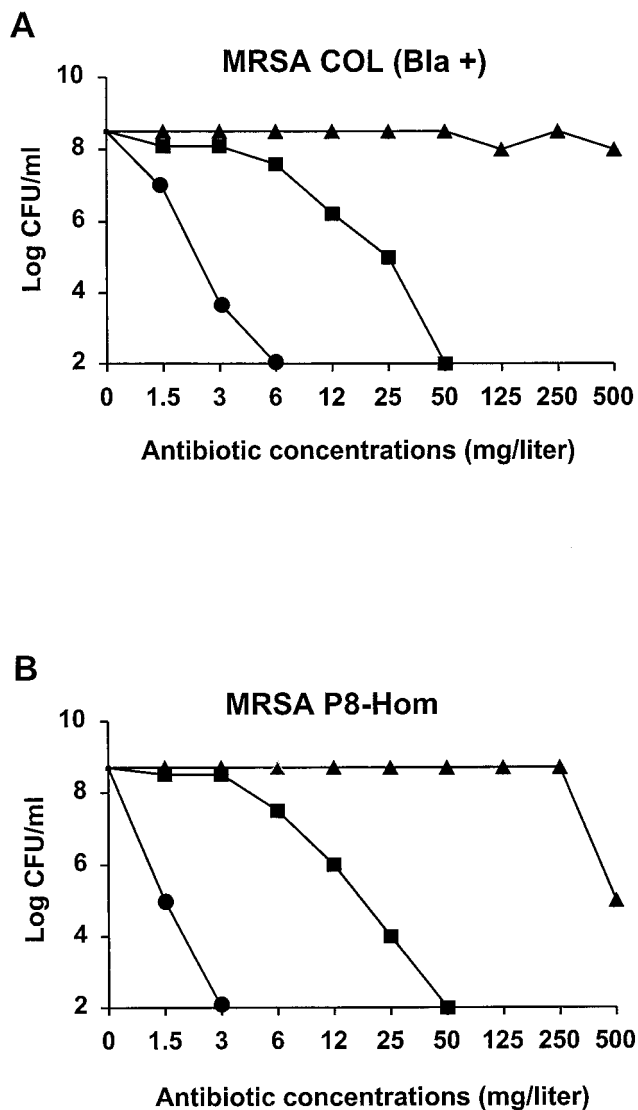 A
MRSA COL (Bla +)
10
8
6
4
2
Log CFU/ml
0 1.5 3 6 12 25 50 125 250 500
Antibiotic concentrations (mg/liter)
B
MRSA P8-Hom
10
8
6
4
2
Log CFU/ml
0 1.5 3 6 12 25 50 125 250 500
Antibiotic concentrations (mg/liter)